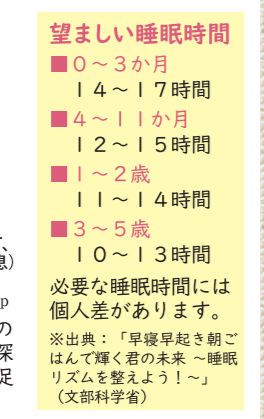 望ましい睡眠時間
■0～3か月
14～17時間
■4～11か月
12～15時間
■1～2歳
11～14時間
■3～5歳
10～13時間
必要な睡眠時間には
個人差があります。
※出典：「早寝早起き朝ご
はんで輝く君の未来 ～睡眠
リズムを整えよう！～」
（文部科学省）
、
息）
p
の
深
足